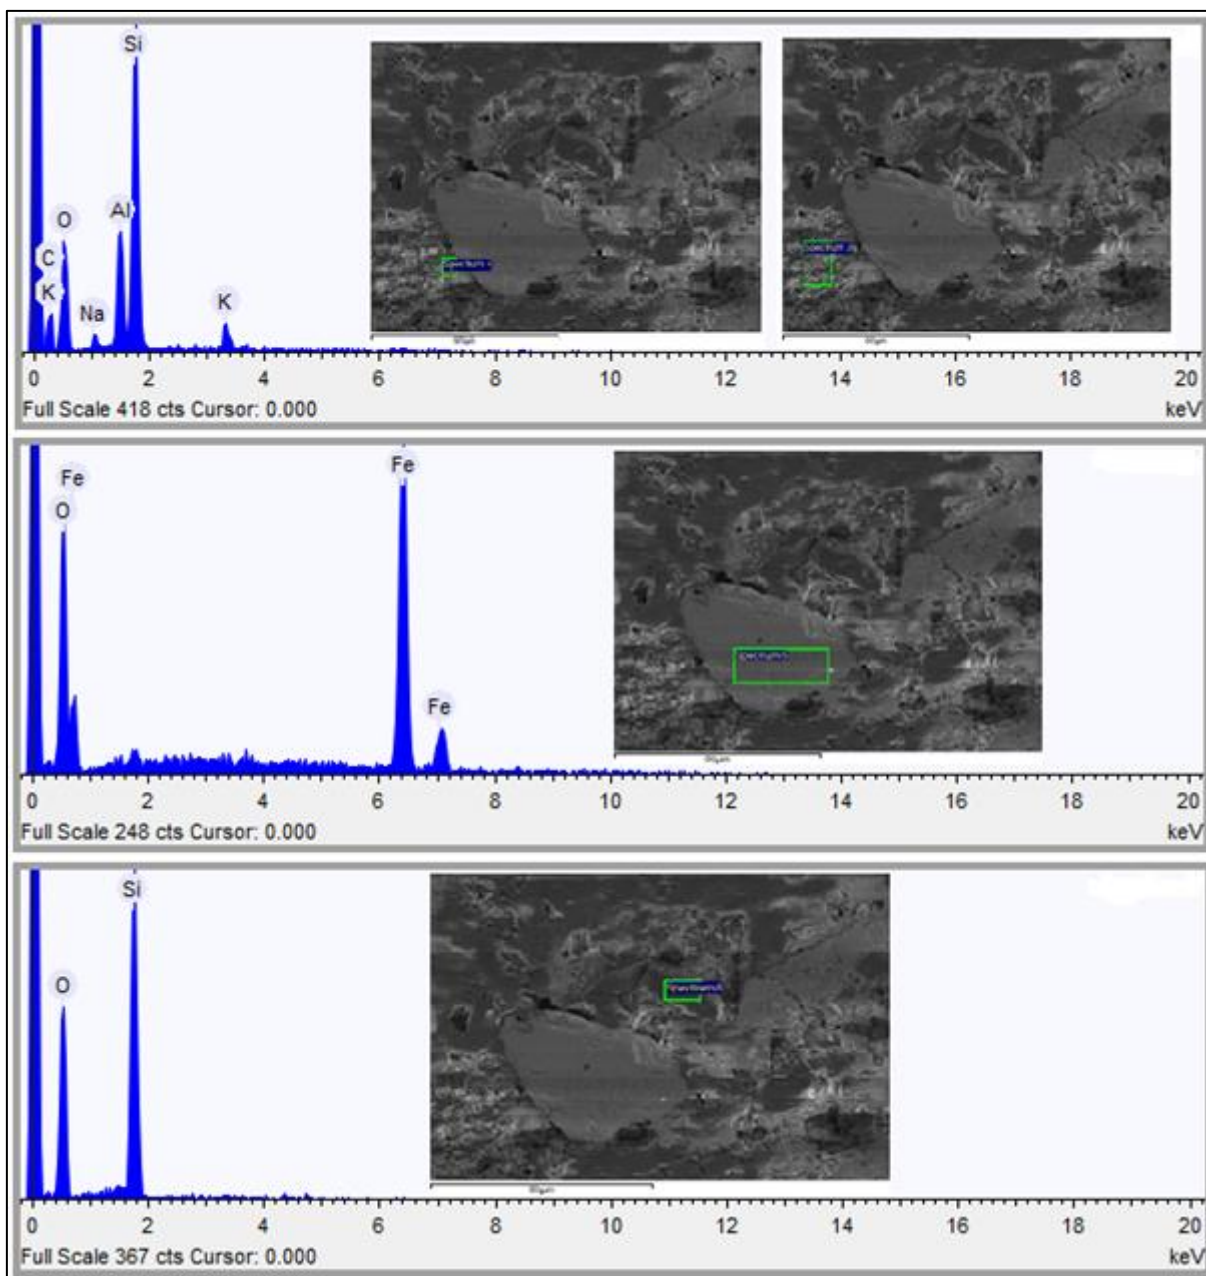 Si
O
Al
C
K
Na
K
0 2 4 6 8 10 12 14 16 18 20
Full Scale 418 cts Cursor: 0.000 keV
Fe
Fe
O
Fe
0 2 4 6 8 10 12 14 16 18 20
Full Scale 248 cts Cursor: 0.000 keV
Si
O
0 2 4 6 8 10 12 14 16 18 20
Full Scale 367 cts Cursor: 0.000 keV